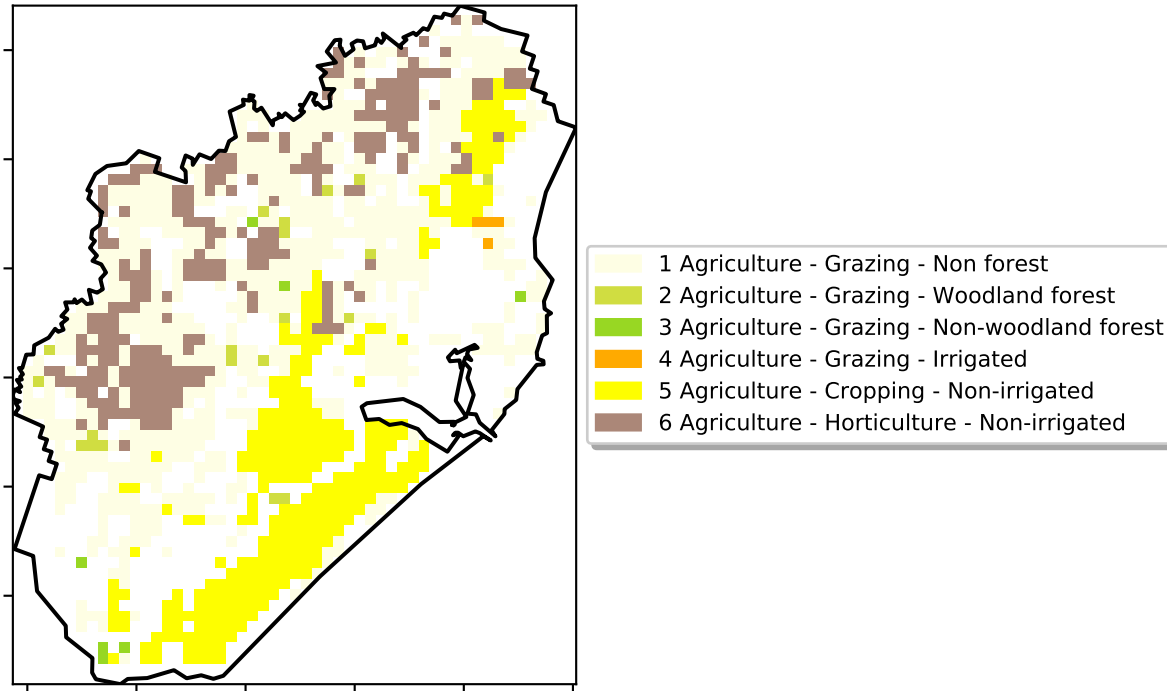 1 Agriculture - Grazing - Non forest
2 Agriculture - Grazing - Woodland forest
3 Agriculture - Grazing - Non-woodland forest
4 Agriculture - Grazing - Irrigated
5 Agriculture - Cropping - Non-irrigated
6 Agriculture - Horticulture - Non-irrigated